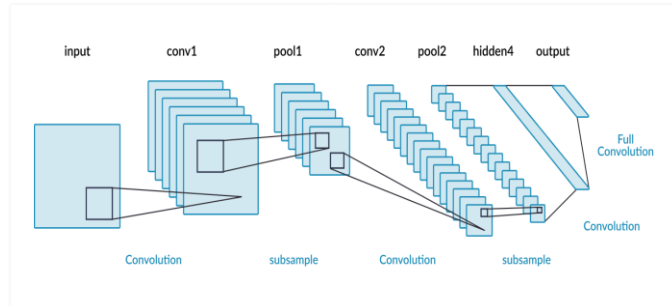 input conv1 pool1 conv2 pool2 hidden4 output
Full
Convolution
Convolution
Convolution subsample Convolution subsample